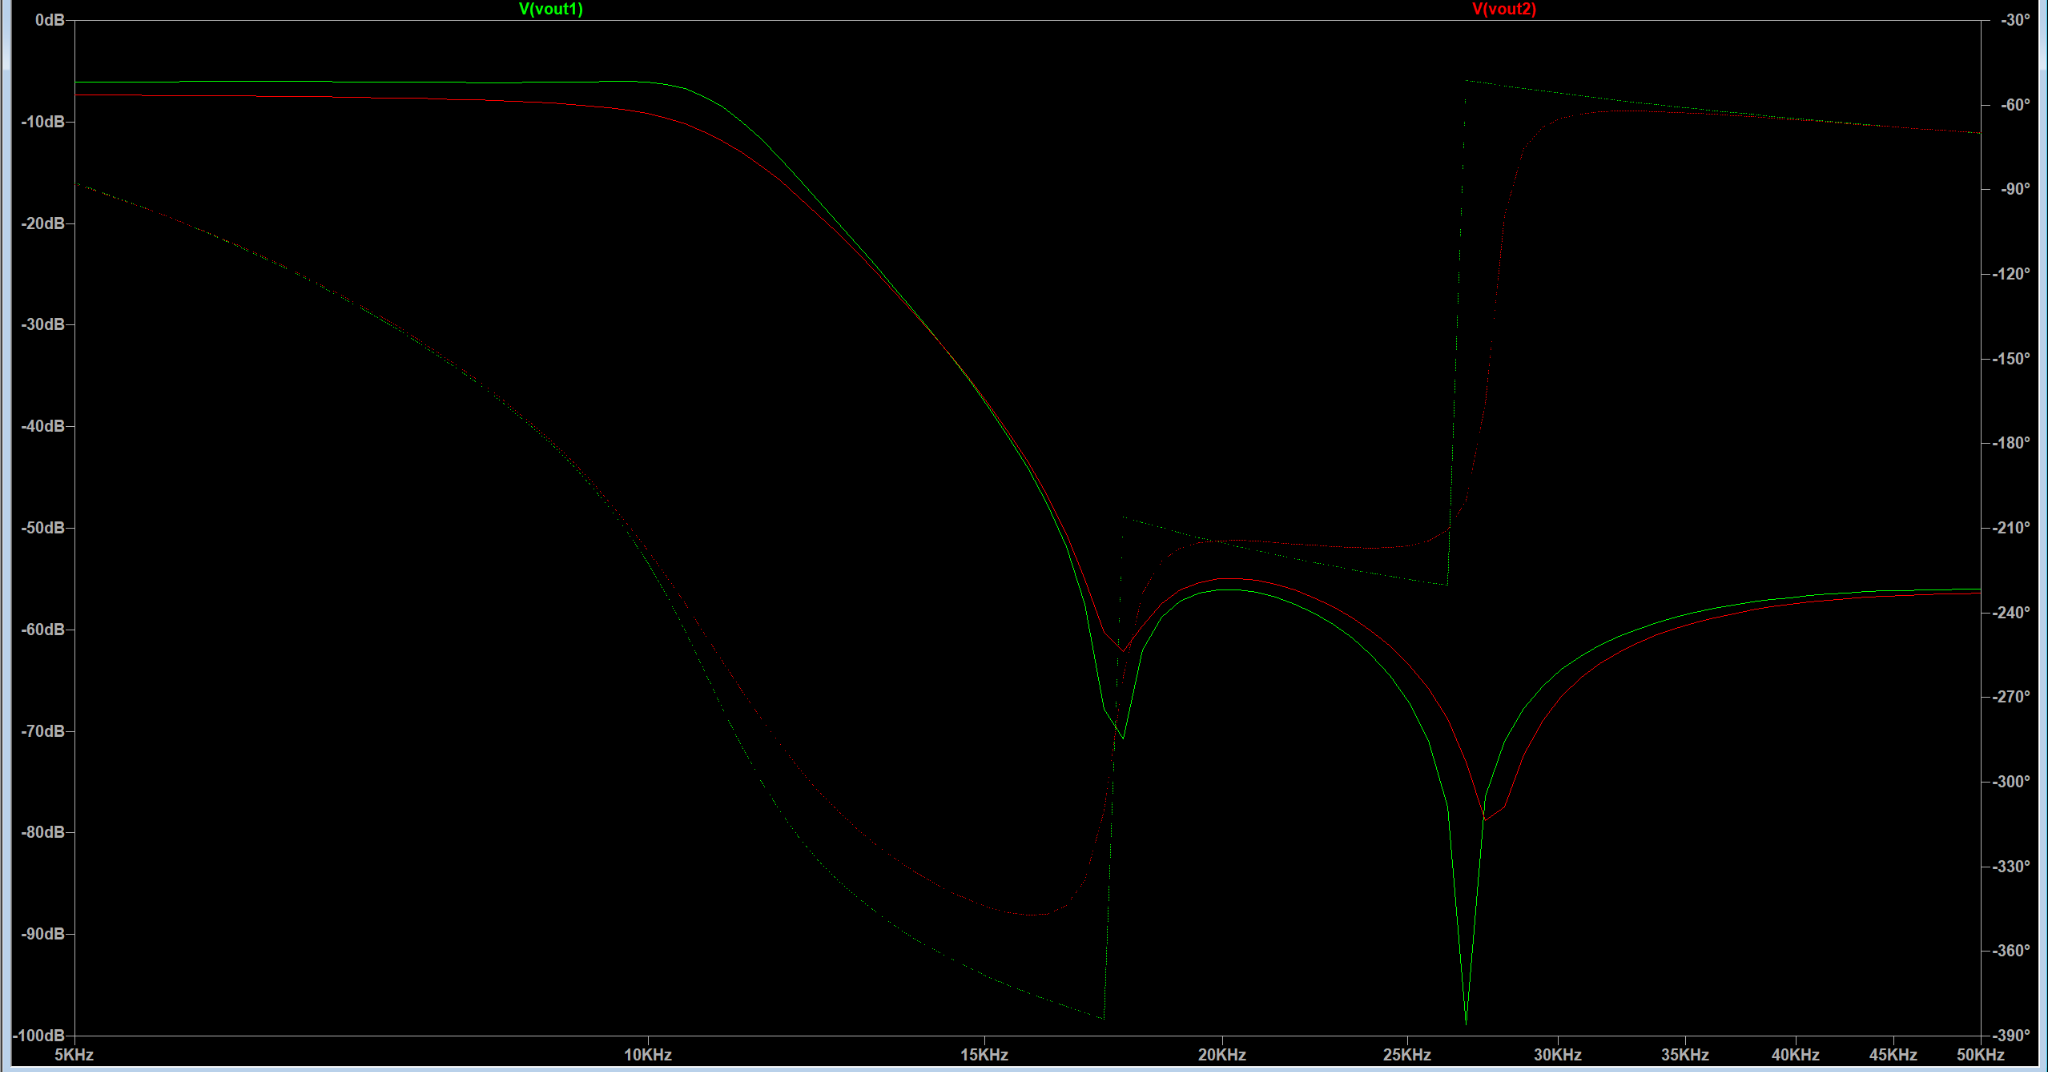 V(vout1) V(vout2)
0dB -30°
-10dB -60°
-20dB -90°
-30dB -120°
-40dB -150°
-50dB -180°
-60dB -210°
-70dB -240°
-80dB -270°
-90dB -300°
-100dB -330°
-360°
-390°
5KHz 10KHz 15KHz 20KHz 25KHz 30KHz 35KHz 40KHz 45KHz 50KHz